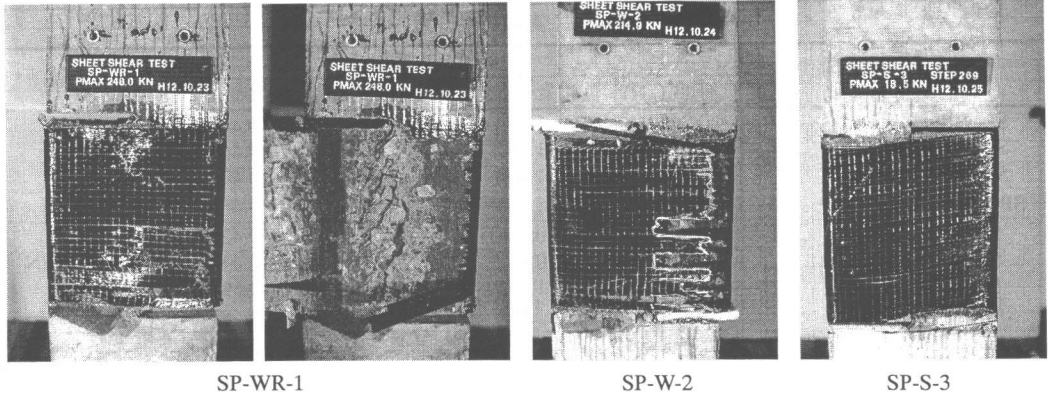 SHEET SHEAR TEST
SP-WR-1
PMAX 248.0 KN
H12.10.23
SHEET SHEAR TEST
SP-WR-1
PMAX 248.0 KN
H12.10.23
SHEET SHEAR TEST
SP-W-2
PMAX 214.9 KN
H12.10.24
SHEET SHEAR TEST
SP-S-3 STEP269
PMAX 18.5 KN
H12.10.25
SP-WR-1
SP-W-2
SP-S-3